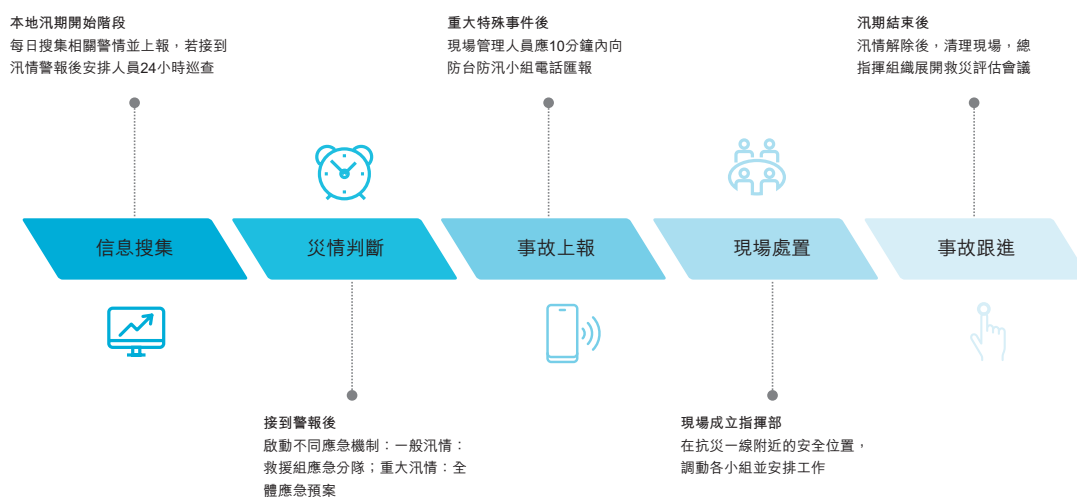 本地汛期開始階段
每日搜集相關警情並上報，若接到
汛情警報後安排人員24小時巡查
重大特殊事件後
現場管理人員應10分鐘內向
防台防汛小組電話匯報
汛期結束後
汛情解除後，清理現場，總
指揮組織展開救災評估會議
信息搜集
災情判斷
事故上報
現場處置
事故跟進
接到警報後
啟動不同應急機制：一般汛情：
救援組應急分隊；重大汛情：全
體應急預案
現場成立指揮部
在抗災一線附近的安全位置，
調動各小組並安排工作